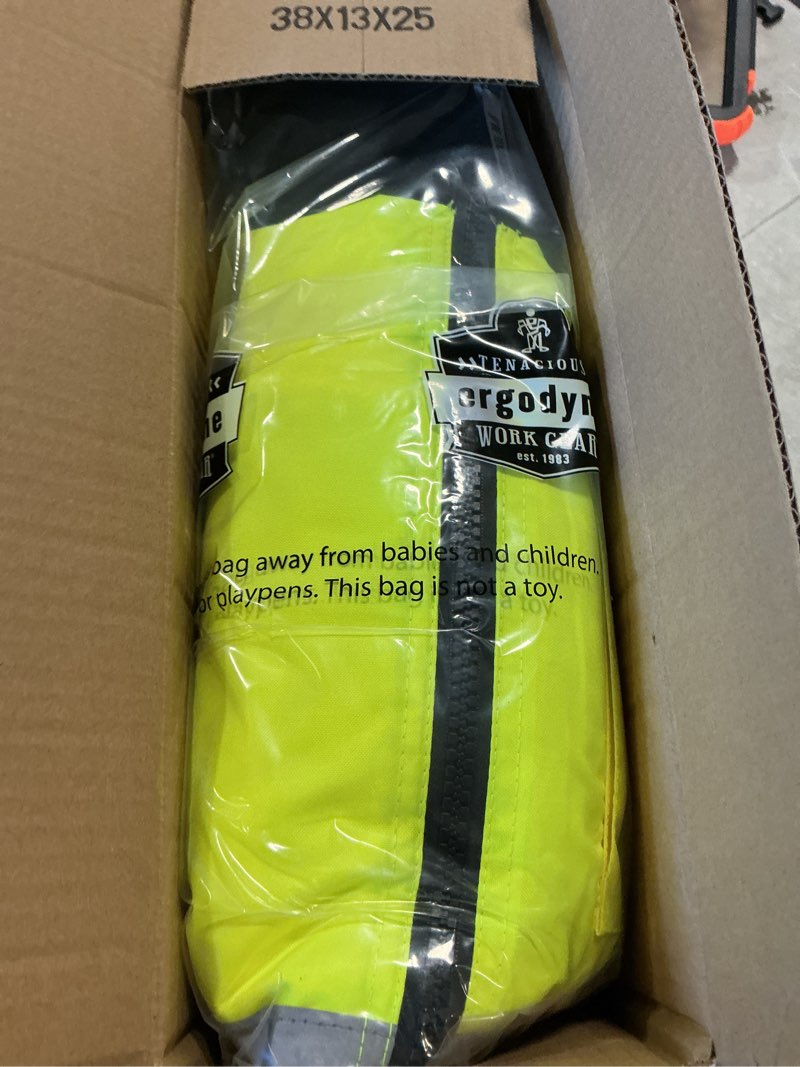 38X13X25
TENACIOUS
ergodyn
WORK GEAR
est. 1983
bag away from babies and children.
or playpens. This bag is not a toy.